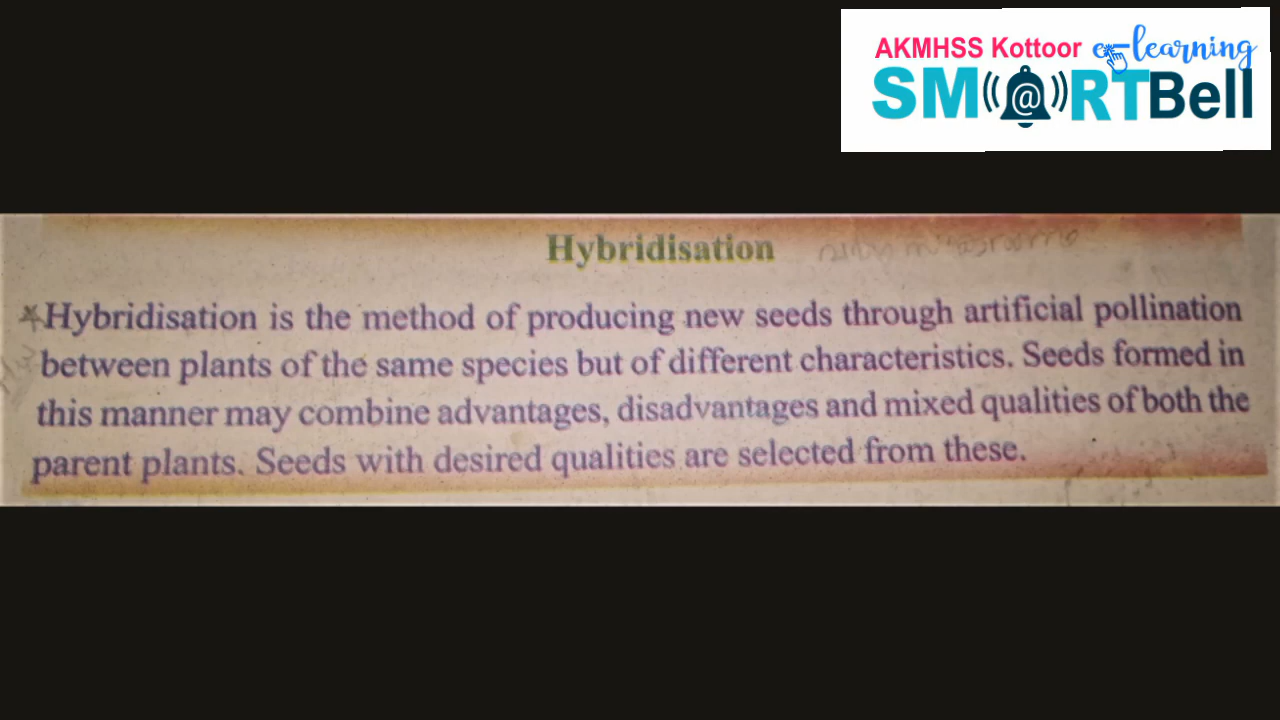 AKMHSS Kottoor e-learning
SM@RTBell
Hybridisation
Hybridisation is the method of producing new seeds through artificial pollination
between plants of the same species but of different characteristics. Seeds formed in
this manner may combine advantages, disadvantages and mixed qualities of both the
parent plants. Seeds with desired qualities are selected from these.